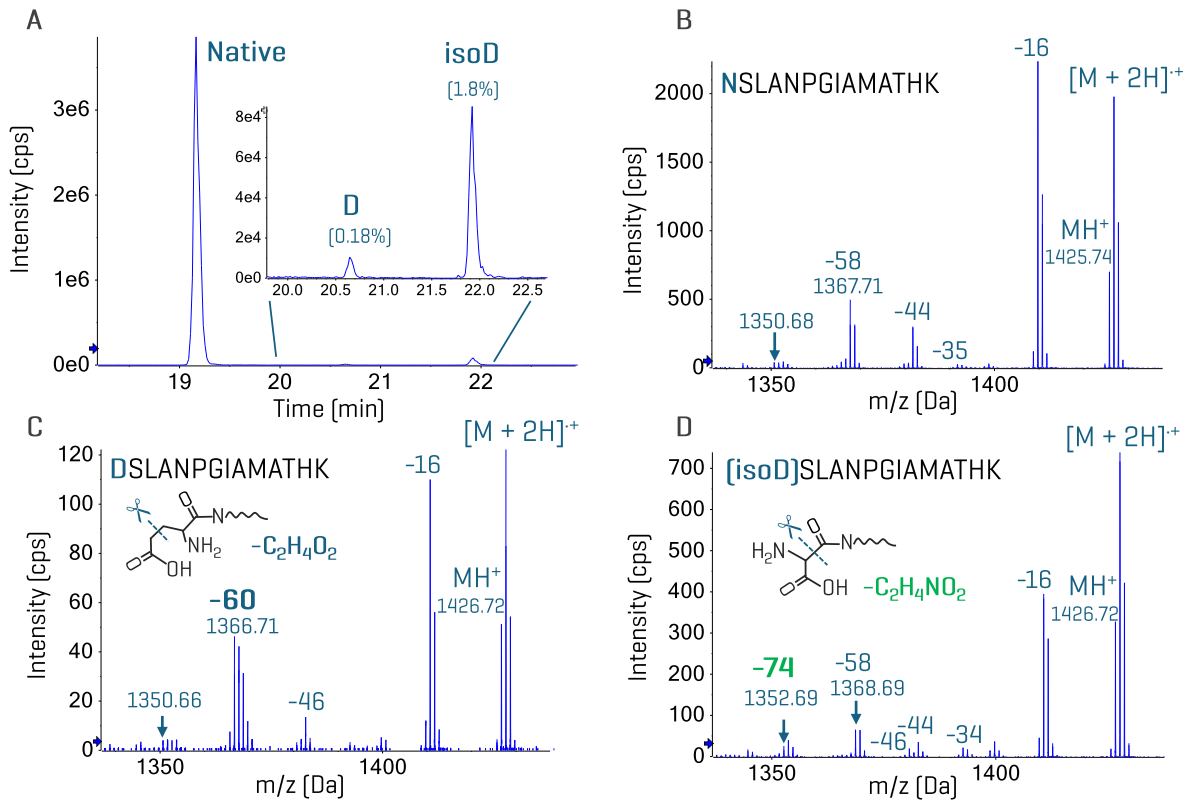 A
Native
isoD
(1.8%)
D
(0.18%)
8e4
6e4
4e4
2e4
0e0
20.0
20.5
21.0
21.5
22.0
22.5
3e6
2e6
1e6
0e0
Intensity (cps)
19
20
21
22
Time (min)
B
NSLANPGIAMATHK
-16
[M + 2H]·+
MH+
1425.74
-58
1367.71
-44
-35
1350.68
2000
1500
1000
500
0
Intensity (cps)
1350
1400
m/z (Da)
C
DSLANPGIAMATHK
[M + 2H]·+
-16
NH2
OH
O
N
-C2H4O2
MH+
1426.72
-60
1366.71
1350.66
-46
120
100
80
60
40
20
0
Intensity (cps)
1350
1400
m/z (Da)
D
(isoD)SLANPGIAMATHK
[M + 2H]·+
O
H2N
N
O
OH
-C2H4NO2
-16
MH+
1426.72
-74
1352.69
-58
1368.69
-46
-44
-34
700
600
500
400
300
200
100
0
Intensity (cps)
1350
1400
m/z (Da)